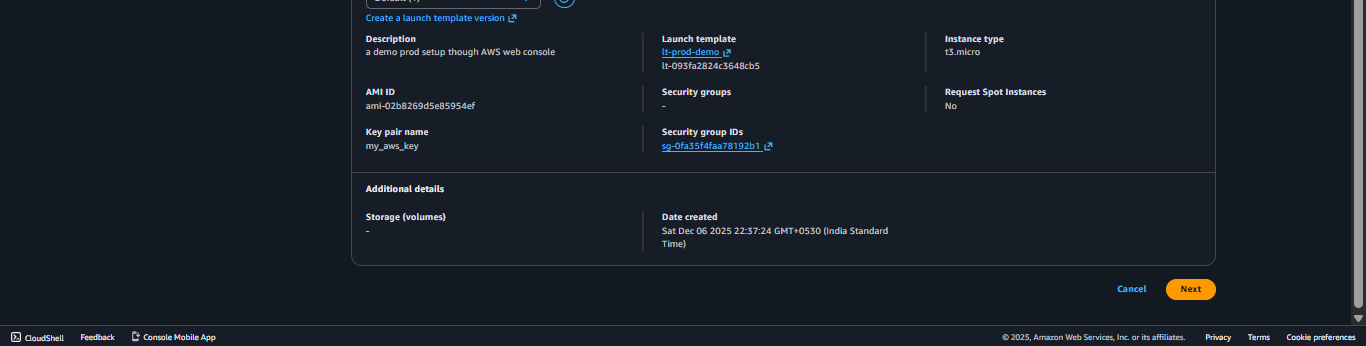 Create a launch template version
Description
a demo prod setup though AWS web console
Launch template
lt-prod-demo
lt-093fa2824c3648cb5
Instance type
t3.micro
AMI ID
ami-02b8269d5e85954ef
Security groups
-
Request Spot Instances
No
Key pair name
my_aws_key
Security group IDs
sg-0fa35f4faa78192b1
Additional details
Storage (volumes)
-
Date created
Sat Dec 06 2025 22:37:24 GMT+0530 (India Standard
Time)
Cancel
Next
CloudShell
Feedback
Console Mobile App
© 2025, Amazon Web Services, Inc. or its affiliates.
Privacy
Terms
Cookie preferences